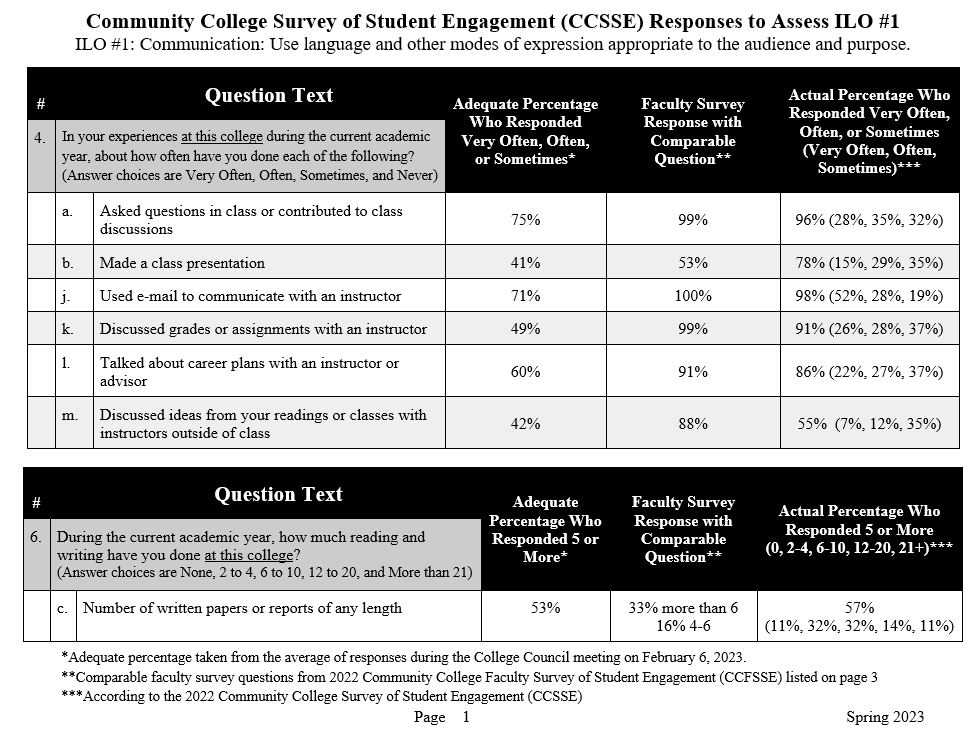 Community College Survey of Student Engagement (CCSSE) Responses to Assess ILO #1
ILO #1: Communication: Use language and other modes of expression appropriate to the audience and purpose.
#
Question Text
Adequate Percentage
Who Responded
Very Often, Often,
or Sometimes*
Faculty Survey
Response with
Comparable
Question**
Actual Percentage Who
Responded Very Often,
Often, or Sometimes
(Very Often, Often,
Sometimes)***
4.
In your experiences at this college during the current academic
year, about how often have you done each of the following?
(Answer choices are Very Often, Often, Sometimes, and Never)
a.
Asked questions in class or contributed to class
discussions
75%
99%
96% (28%, 35%, 32%)
b.
Made a class presentation
41%
53%
78% (15%, 29%, 35%)
j.
Used e-mail to communicate with an instructor
71%
100%
98% (52%, 28%, 19%)
k.
Discussed grades or assignments with an instructor
49%
99%
91% (26%, 28%, 37%)
l.
Talked about career plans with an instructor or
advisor
60%
91%
86% (22%, 27%, 37%)
m.
Discussed ideas from your readings or classes with
instructors outside of class
42%
88%
55% (7%, 12%, 35%)
#
Question Text
Adequate
Percentage Who
Responded 5 or
More*
Faculty Survey
Response with
Comparable
Question**
Actual Percentage Who
Responded 5 or More
(0, 2-4, 6-10, 12-20, 21+)***
6.
During the current academic year, how much reading and
writing have you done at this college?
(Answer choices are None, 2 to 4, 6 to 10, 12 to 20, and More than 21)
c.
Number of written papers or reports of any length
53%
33% more than 6
16% 4-6
57%
(11%, 32%, 32%, 14%, 11%)
*Adequate percentage taken from the average of responses during the College Council meeting on February 6, 2023.
**Comparable faculty survey questions from 2022 Community College Faculty Survey of Student Engagement (CCFSSE) listed on page 3
***According to the 2022 Community College Survey of Student Engagement (CCSSE)
Page 1
Spring 2023